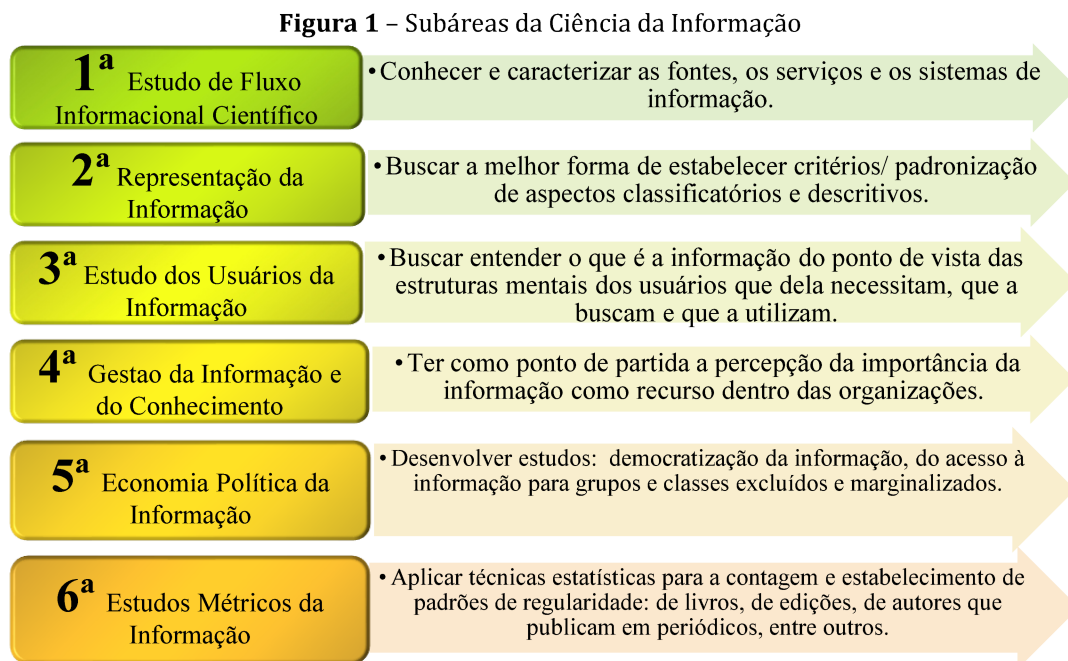 Figura 1 – Subáreas da Ciência da Informação
1ª Estudo de Fluxo
Informacional Científico
• Conhecer e caracterizar as fontes, os serviços e os sistemas de
informação.
2ª Representação da
Informação
• Buscar a melhor forma de estabelecer critérios/ padronização
de aspectos classificatórios e descritivos.
3ª Estudo dos Usuários da
Informação
• Buscar entender o que é a informação do ponto de vista das
estruturas mentais dos usuários que dela necessitam, que a
buscam e que a utilizam.
4ª Gestao da Informação e
do Conhecimento
• Ter como ponto de partida a percepção da importância da
informação como recurso dentro das organizações.
5ª Economia Política da
Informação
• Desenvolver estudos: democratização da informação, do acesso à
informação para grupos e classes excluídos e marginalizados.
6ª Estudos Métricos da
Informação
• Aplicar técnicas estatísticas para a contagem e estabelecimento de
padrões de regularidade: de livros, de edições, de autores que
publicam em periódicos, entre outros.